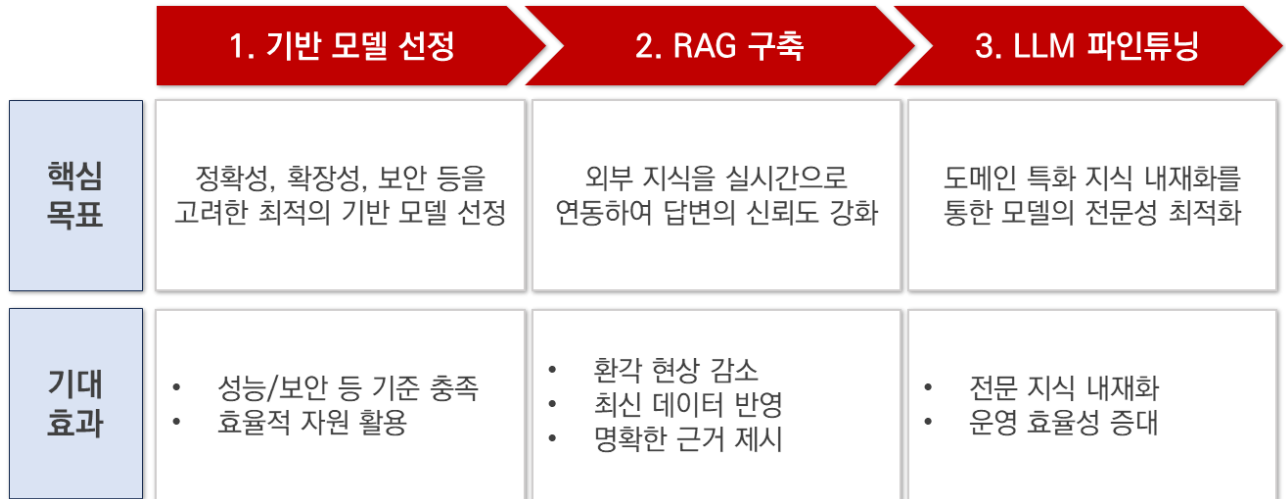 1. 기반 모델 선정
2. RAG 구축
3. LLM 파인튜닝
핵심
목표
정확성, 확장성, 보안 등을
고려한 최적의 기반 모델 선정
외부 지식을 실시간으로
연동하여 답변의 신뢰도 강화
도메인 특화 지식 내재화를
통한 모델의 전문성 최적화
기대
효과
• 성능/보안 등 기준 충족
• 효율적 자원 활용
• 환각 현상 감소
• 최신 데이터 반영
• 명확한 근거 제시
• 전문 지식 내재화
• 운영 효율성 증대